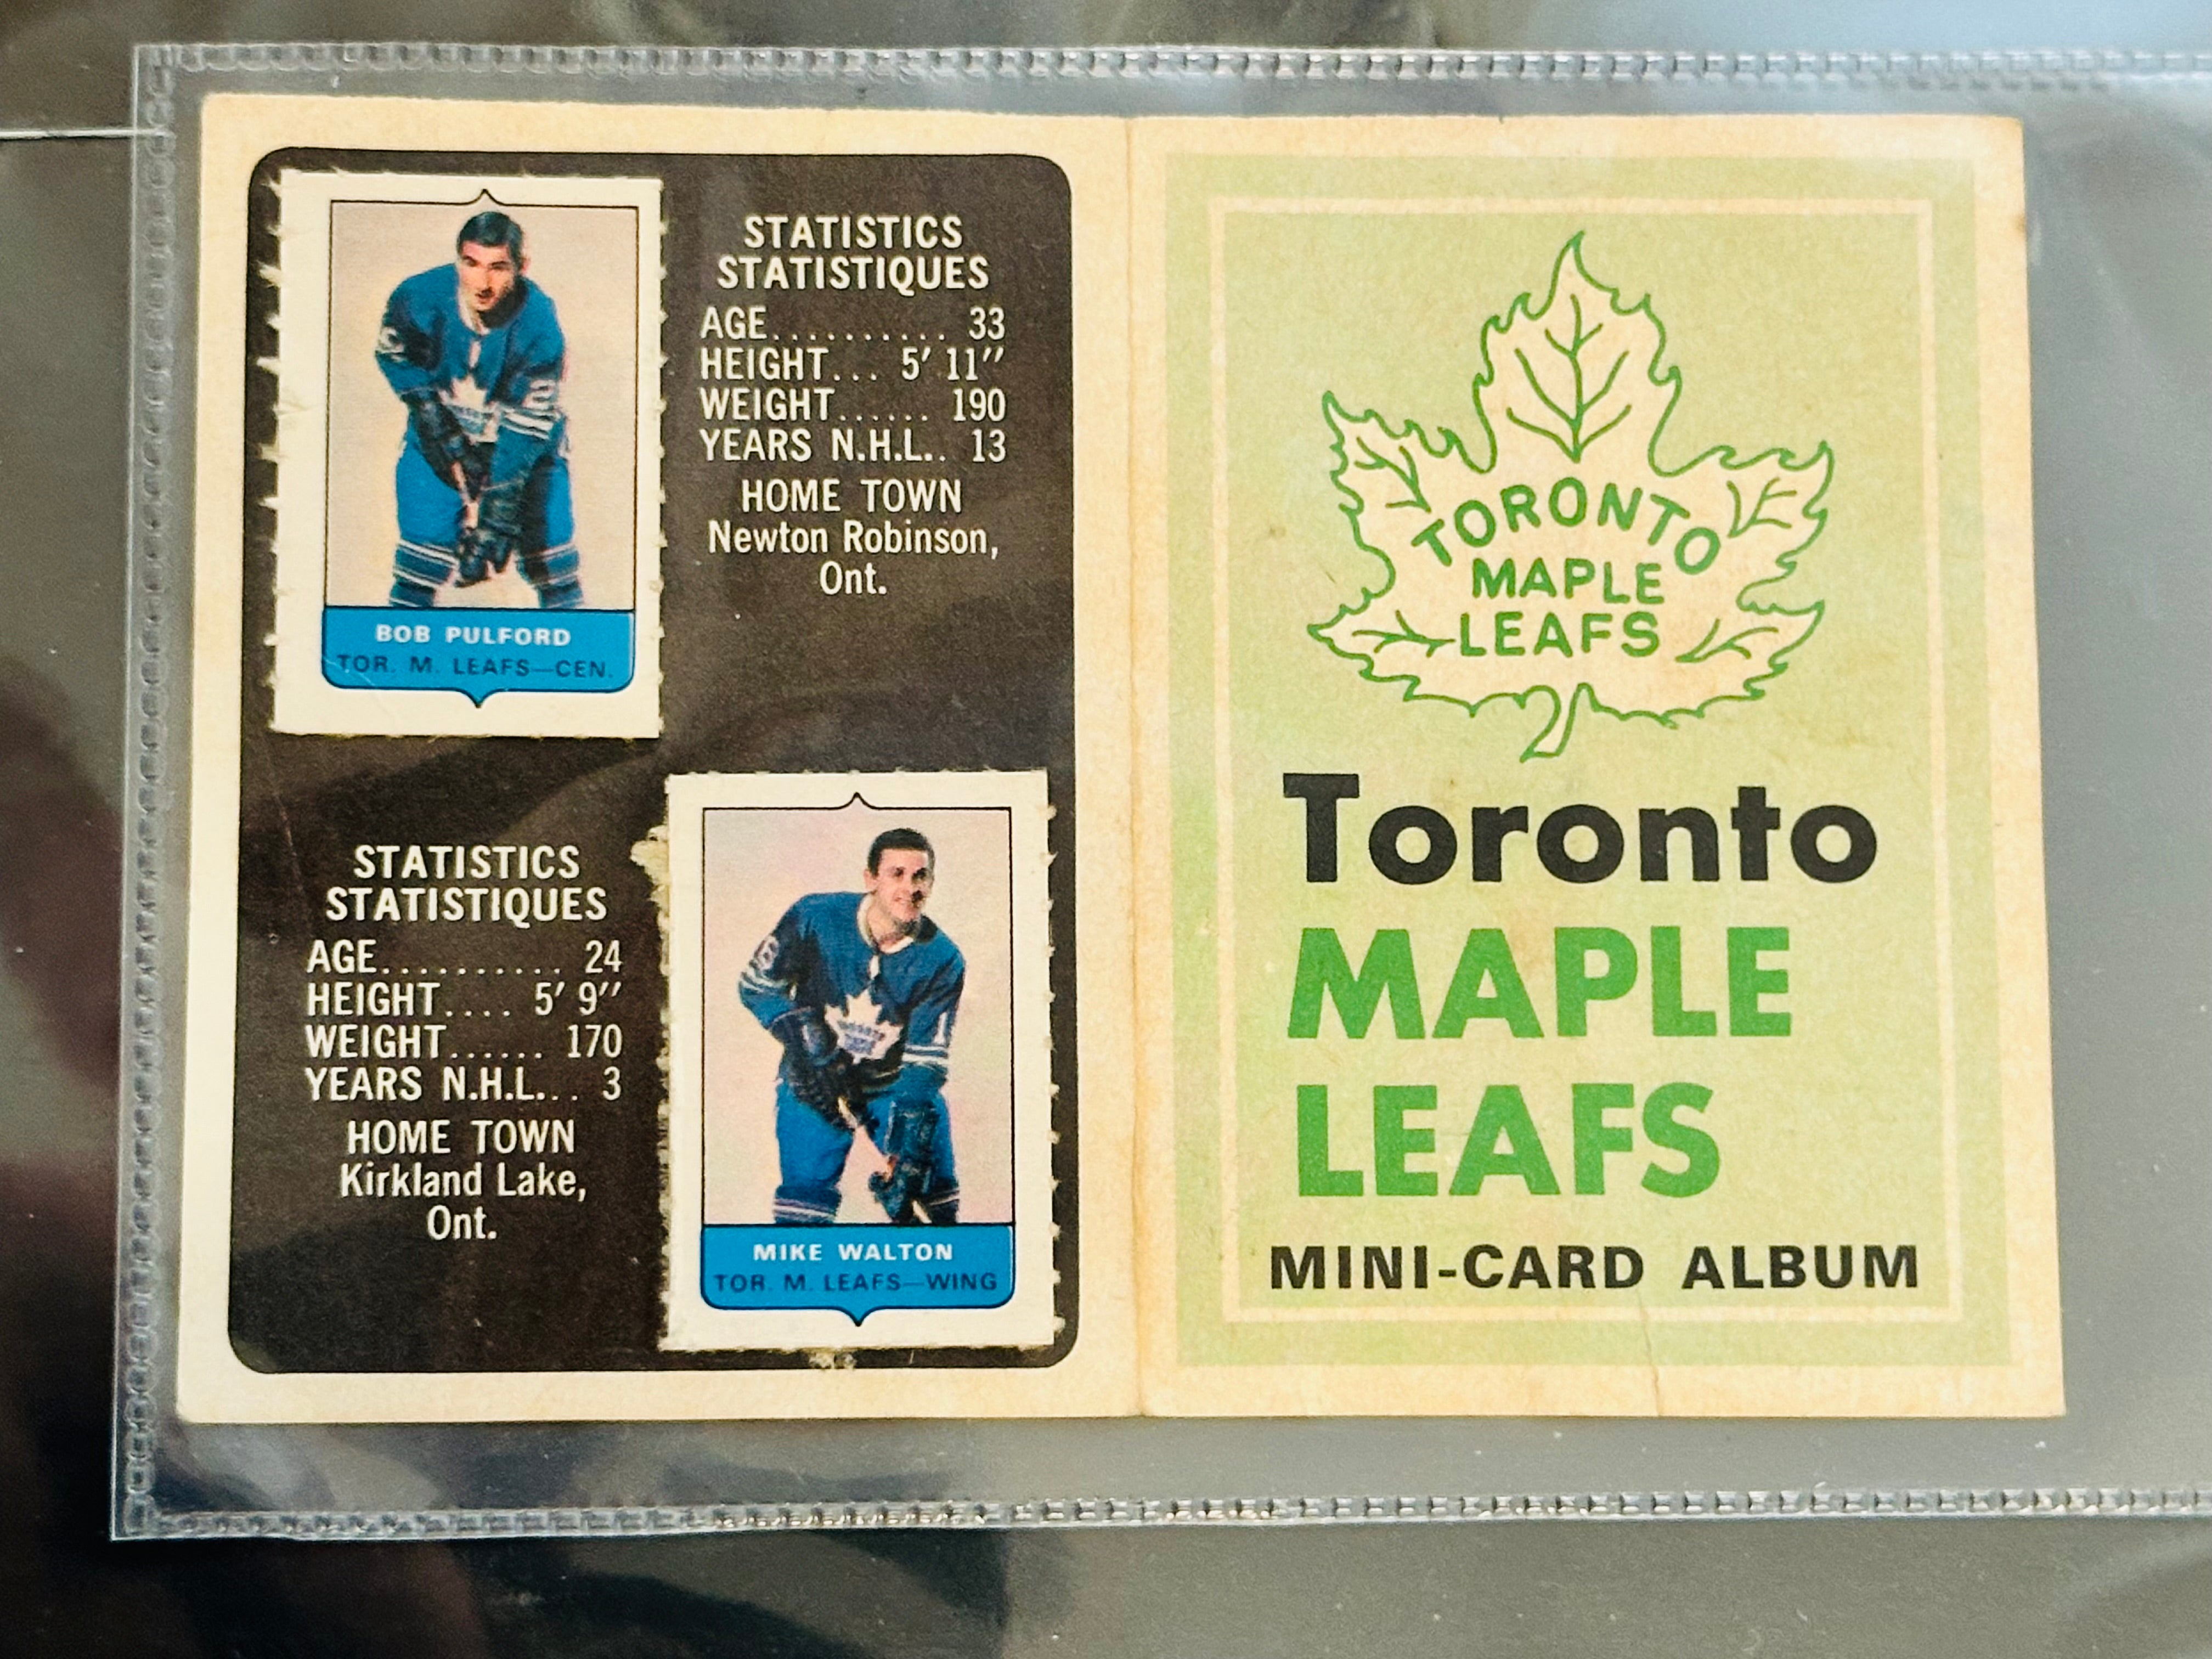 STATISTICS
STATISTIQUES
AGE.......... 33
HEIGHT... 5' 11"
WEIGHT...... 190
YEARS N.H.L.. 13
HOME TOWN
Newton Robinson,
Ont.
BOB PULFORD
TOR. M. LEAFS—CEN.
STATISTICS
STATISTIQUES
AGE.......... 24
HEIGHT.... 5' 9"
WEIGHT...... 170
YEARS N.H.L... 3
HOME TOWN
Kirkland Lake,
Ont.
16
1
MIKE WALTON
TOR. M. LEAFS—WING
TORONTO
MAPLE
LEAFS
Toronto
MAPLE
LEAFS
MINI-CARD ALBUM